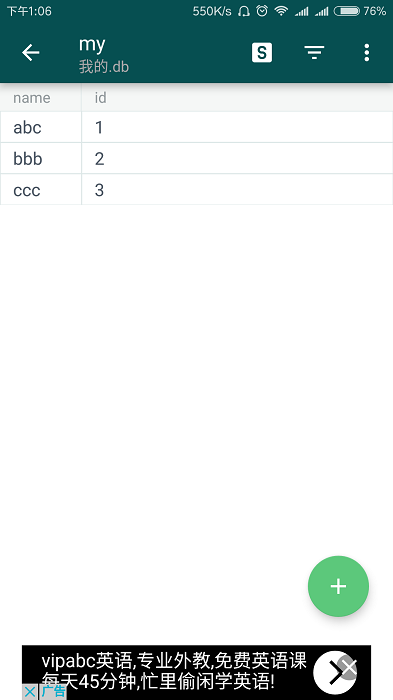 下午1:06 550K/s 76%
my
我的.db
S
name id
abc 1
bbb 2
ccc 3
vipabc英语,专业外教,免费英语课
每天45分钟,忙里偷闲学英语!
广告